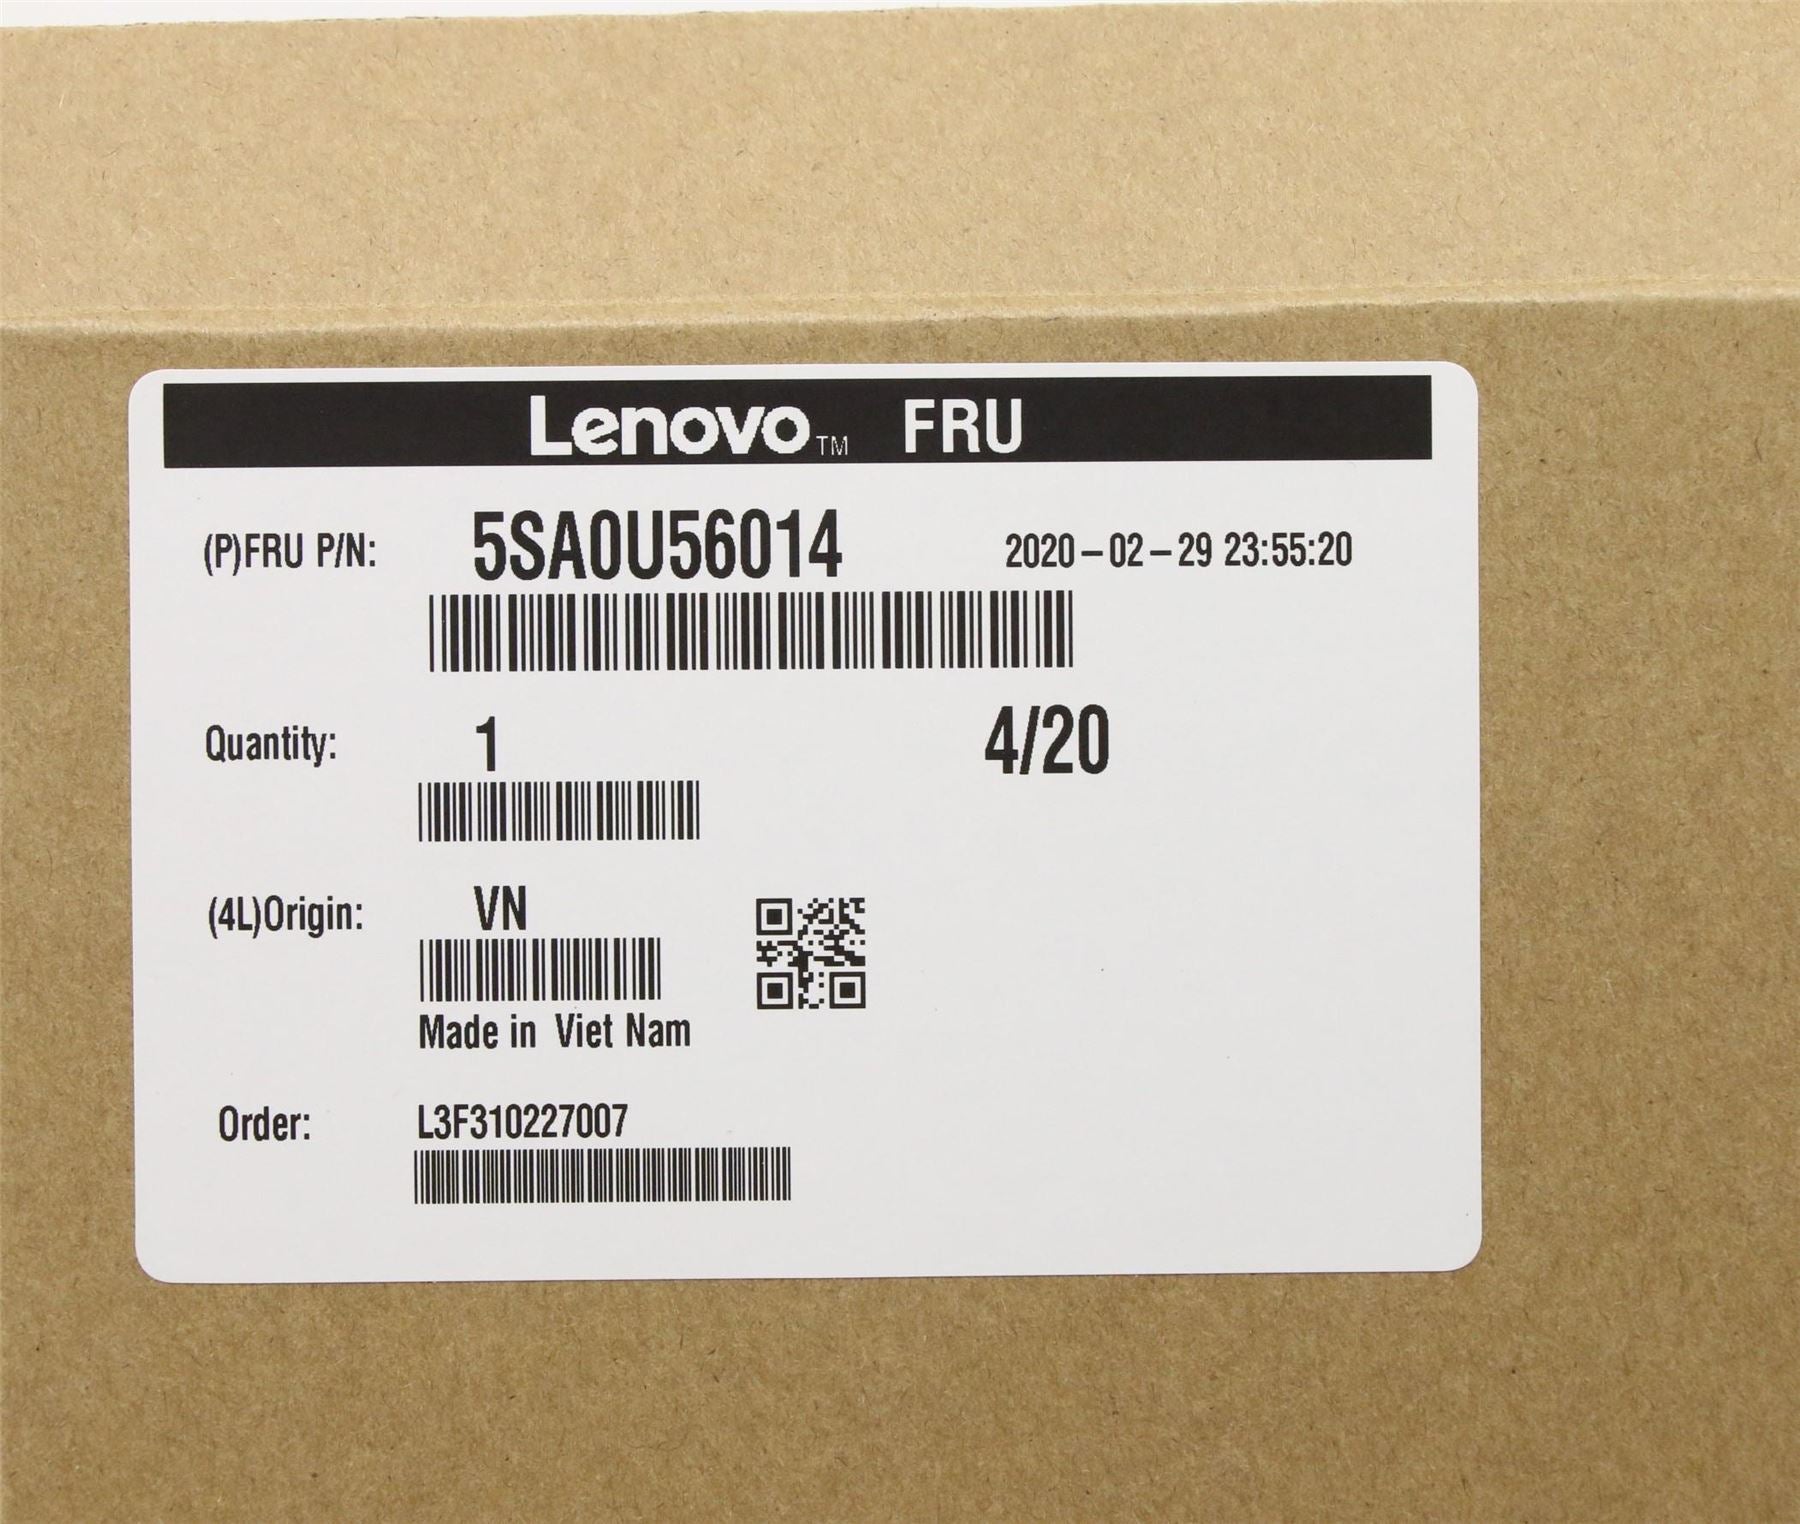 Lenovo™ FRU
(P)FRU P/N: 5SA0U56014 2020-02-29 23:55:20
Quantity: 1 4/20
(4L)Origin: VN
Made in Viet Nam
Order: L3F310227007